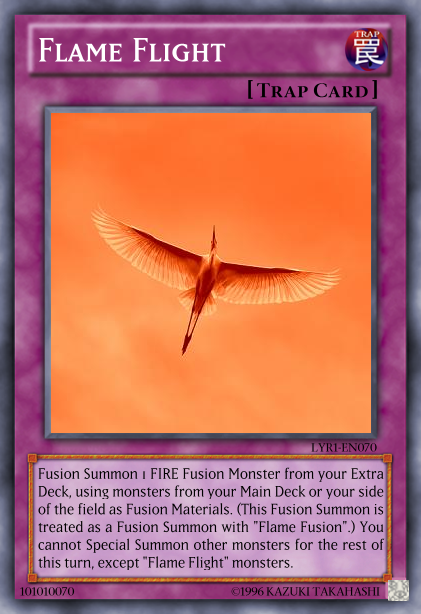 Flame Flight
TRAP
罠
[Trap Card]
LYR1-EN070
Fusion Summon 1 FIRE Fusion Monster from your Extra
Deck, using monsters from your Main Deck or your side
of the field as Fusion Materials. (This Fusion Summon is
treated as a Fusion Summon with "Flame Fusion".) You
cannot Special Summon other monsters for the rest of
this turn, except "Flame Flight" monsters.
101010070
©1996 KAZUKI TAKAHASHI